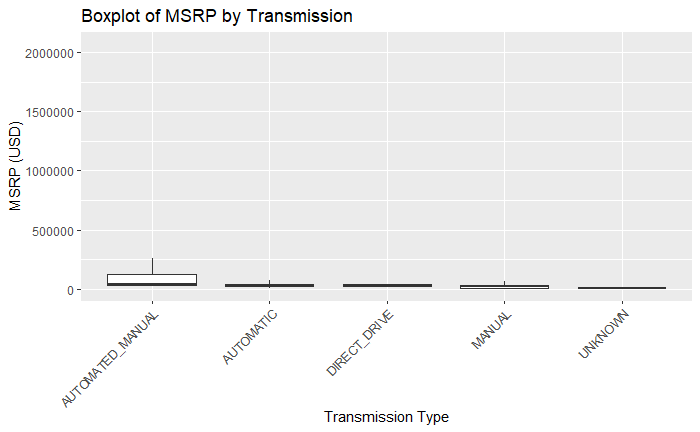 Boxplot of MSRP by Transmission
2000000
1500000
1000000
500000
0
MSRP (USD)
AUTOMATED_MANUAL
AUTOMATIC
DIRECT_DRIVE
MANUAL
UNKNOWN
Transmission Type